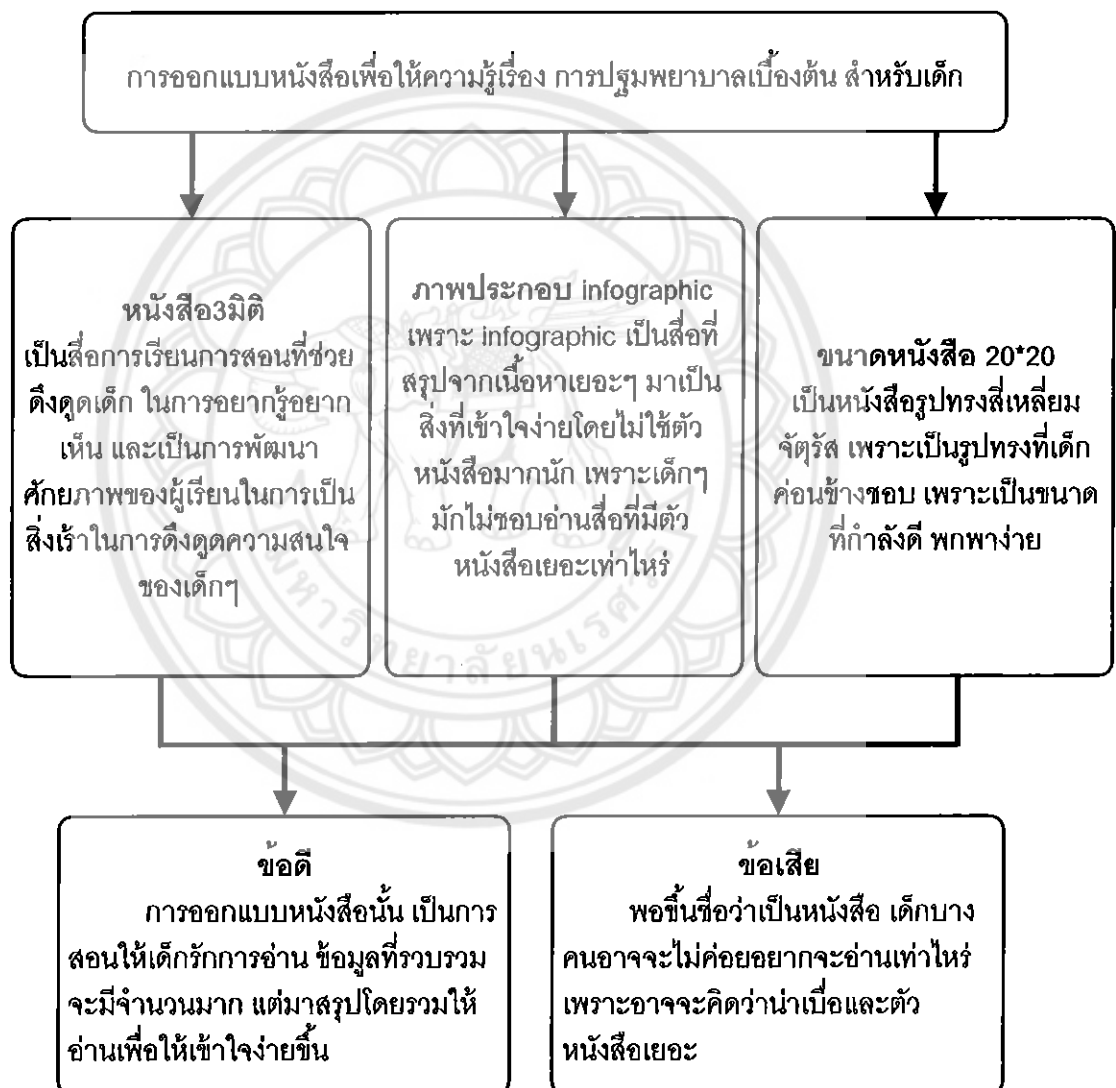 การออกแบบหนังสือเพื่อให้ความรู้เรื่อง การปฐมพยาบาลเบื้องต้น สำหรับเด็ก
หนังสือ3มิติ
เป็นสื่อการเรียนการสอนที่ช่วย
ดึงดูดเด็ก ในการอยากรู้อยาก
เห็น และเป็นการพัฒนา
ศักยภาพของผู้เรียนในการเป็น
สิ่งเร้าในการดึงดูดความสนใจ
ของเด็กๆ
ภาพประกอบ infographic
เพราะ infographic เป็นสื่อที่
สรุปจากเนื้อหาเยอะๆ มาเป็น
สิ่งที่เข้าใจง่ายโดยไม่ใช้ตัว
หนังสือมากนัก เพราะเด็กๆ
มักไม่ชอบอ่านสื่อที่มีตัว
หนังสือเยอะเท่าไหร่
ขนาดหนังสือ 20*20
เป็นหนังสือรูปทรงสี่เหลี่ยม
จัตุรัส เพราะเป็นรูปทรงที่เด็ก
ค่อนข้างชอบ เพราะเป็นขนาด
ที่กำลังดี พกพาง่าย
มหาวิทยาลัยนเรศวร
ข้อดี
การออกแบบหนังสือนั้น เป็นการ
สอนให้เด็กรักการอ่าน ข้อมูลที่รวบรวม
จะมีจำนวนมาก แต่มาสรุปโดยรวมให้
อ่านเพื่อให้เข้าใจง่ายขึ้น
ข้อเสีย
พอขึ้นชื่อว่าเป็นหนังสือ เด็กบาง
คนอาจจะไม่ค่อยอยากจะอ่านเท่าไหร่
เพราะอาจจะคิดว่าน่าเบื่อและตัว
หนังสือเยอะ